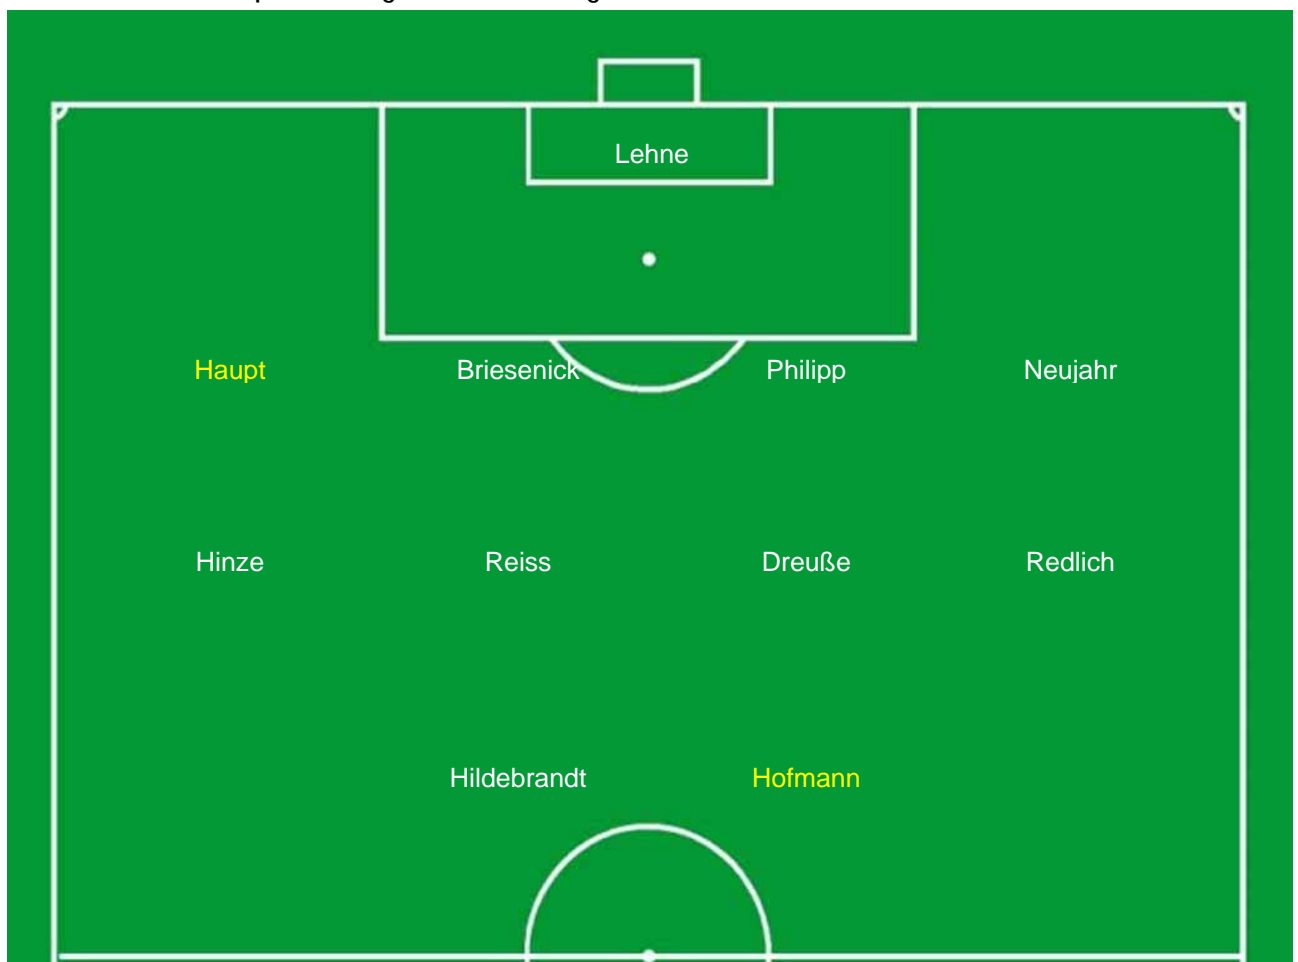 Lehne
Haupt Briesenick Philipp Neujahr
Hinze Reiss Dreuße Redlich
Hildebrandt Hofmann